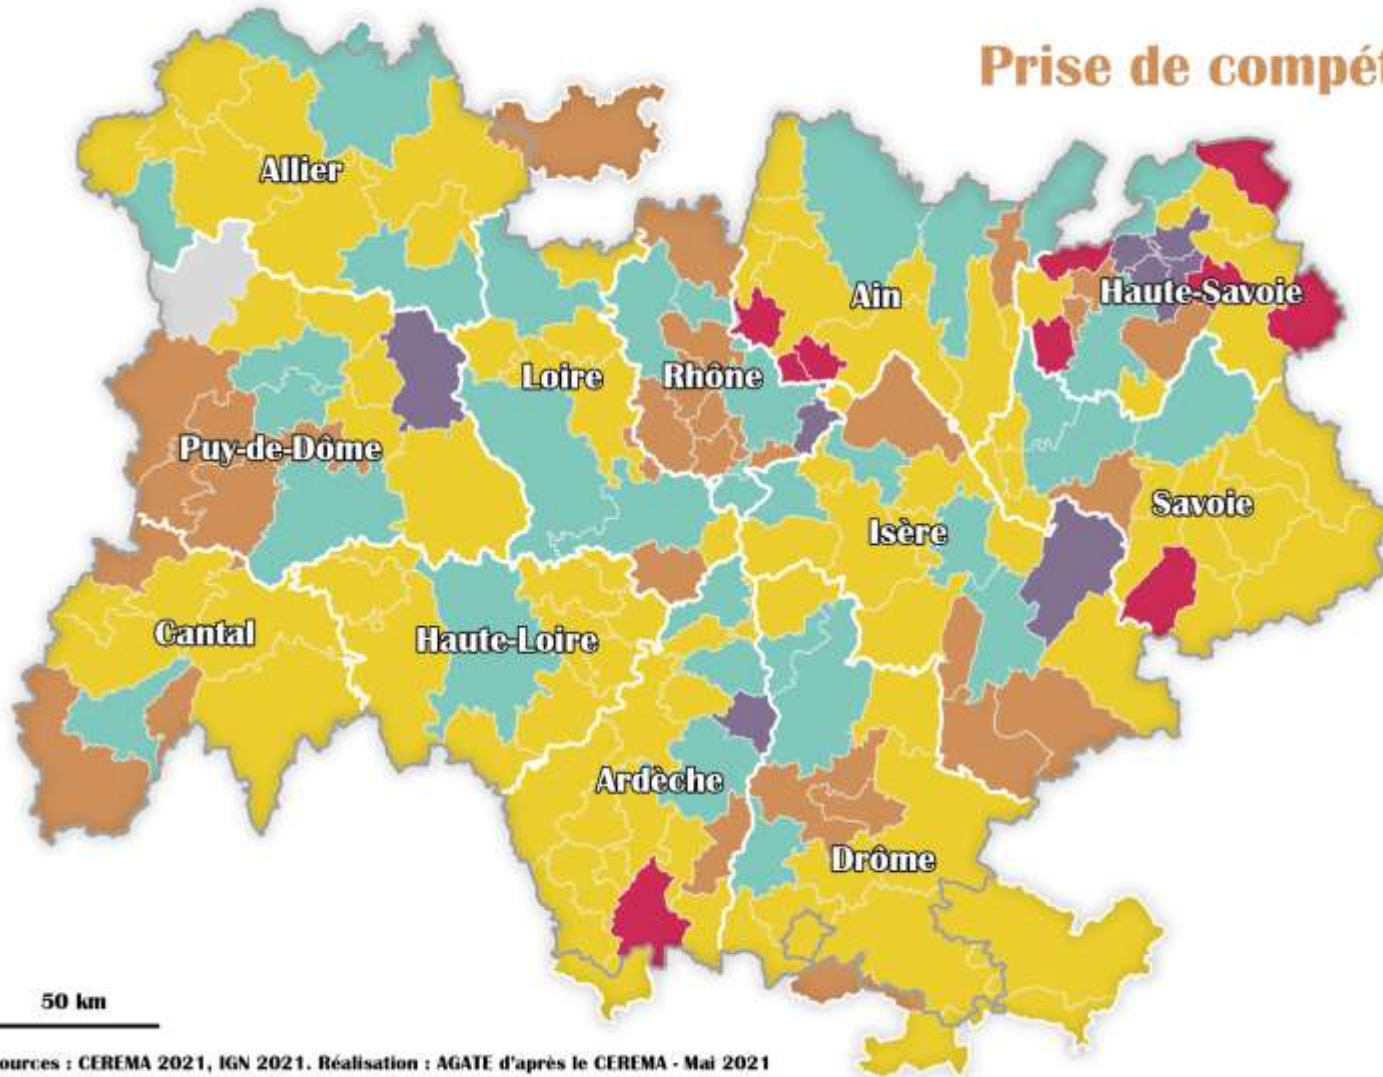 Prise de compét
Allier
Ain
Haute-Savoie
Loire
Rhône
Puy-de-Dôme
Savoie
Isère
Cantal
Haute-Loire
Ardèche
Drôme
50 km
ources : CEREMA 2021, IGN 2021. Réalisation : AGATE d'après le CEREMA - Mai 2021